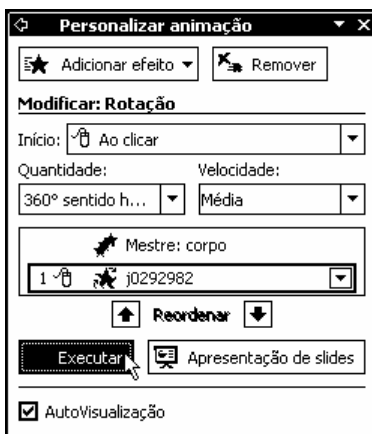 Personalizar animação
Adicionar efeito Remover
Modificar: Rotação
Início: Ao clicar
Quantidade: Velocidade:
360º sentido h... Média
Mestre: corpo
1 j0292982
Reordenar
Executar Apresentação de slides
AutoVisualização